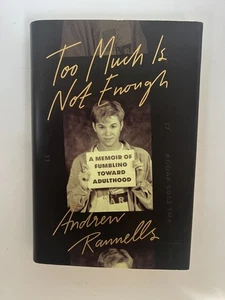 Too Much Is
Not Enough
A MEMOIR OF
FUMBLING
TOWARD
ADULTHOOD
Andrew
Rannells